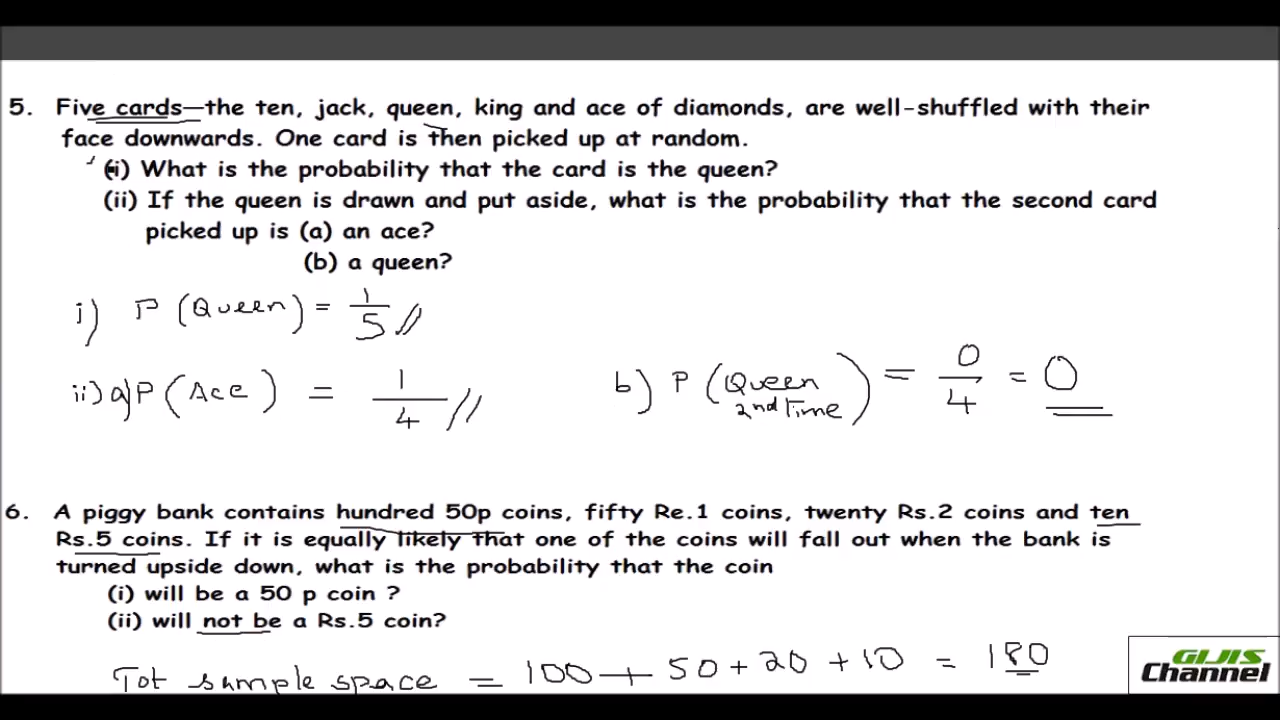 5. Five cards—the ten, jack, queen, king and ace of diamonds, are well-shuffled with their
face downwards. One card is then picked up at random.
(i) What is the probability that the card is the queen?
(ii) If the queen is drawn and put aside, what is the probability that the second card
picked up is (a) an ace?
(b) a queen?
i) P (Queen) = 1/5 //
ii) a) P (Ace) = 1/4 //
b) P (Queen 2nd Time) = 0/4 = 0
6. A piggy bank contains hundred 50p coins, fifty Re.1 coins, twenty Rs.2 coins and ten
Rs.5 coins. If it is equally likely that one of the coins will fall out when the bank is
turned upside down, what is the probability that the coin
(i) will be a 50 p coin ?
(ii) will not be a Rs.5 coin?
Tot sample space = 100 + 50 + 20 + 10 = 180
GIJIS
Channel